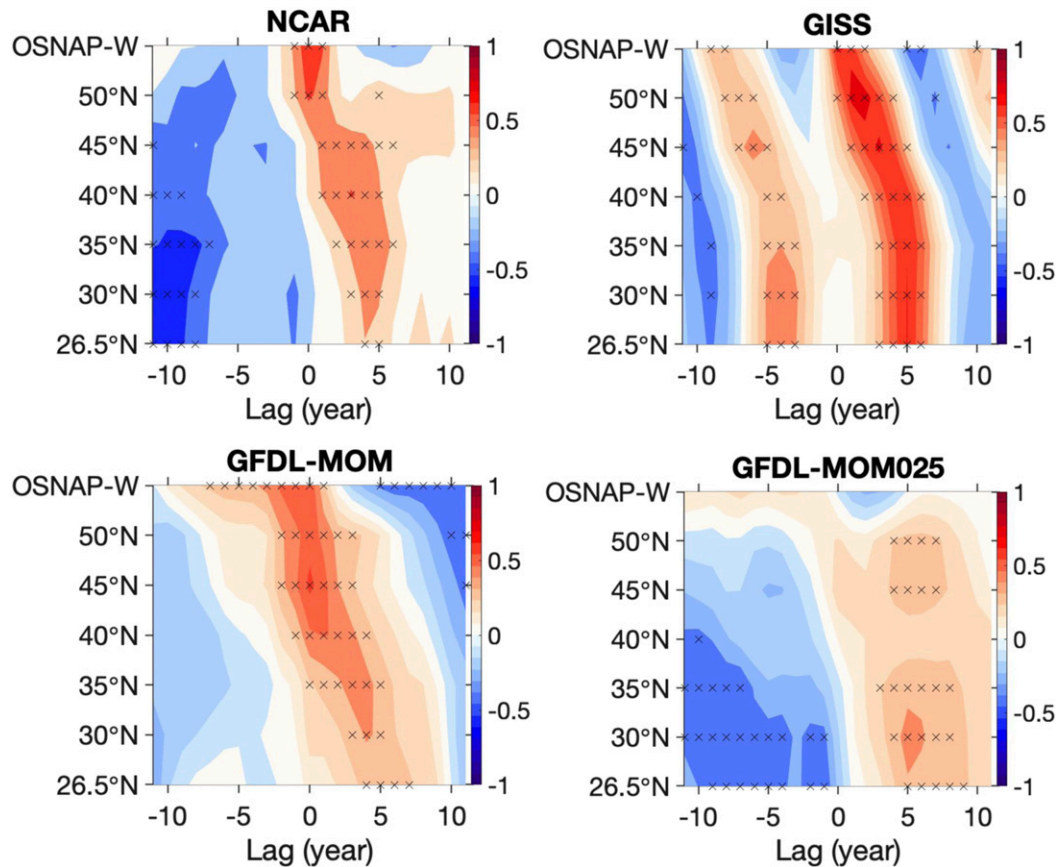 NCAR
OSNAP-W
50°N
45°N
40°N
35°N
30°N
26.5°N
-10 -5 0 5 10
Lag (year)
1
0.5
0
-0.5
-1
GISS
OSNAP-W
50°N
45°N
40°N
35°N
30°N
26.5°N
-10 -5 0 5 10
Lag (year)
1
0.5
0
-0.5
-1
GFDL-MOM
OSNAP-W
50°N
45°N
40°N
35°N
30°N
26.5°N
-10 -5 0 5 10
Lag (year)
1
0.5
0
-0.5
-1
GFDL-MOM025
OSNAP-W
50°N
45°N
40°N
35°N
30°N
26.5°N
-10 -5 0 5 10
Lag (year)
1
0.5
0
-0.5
-1